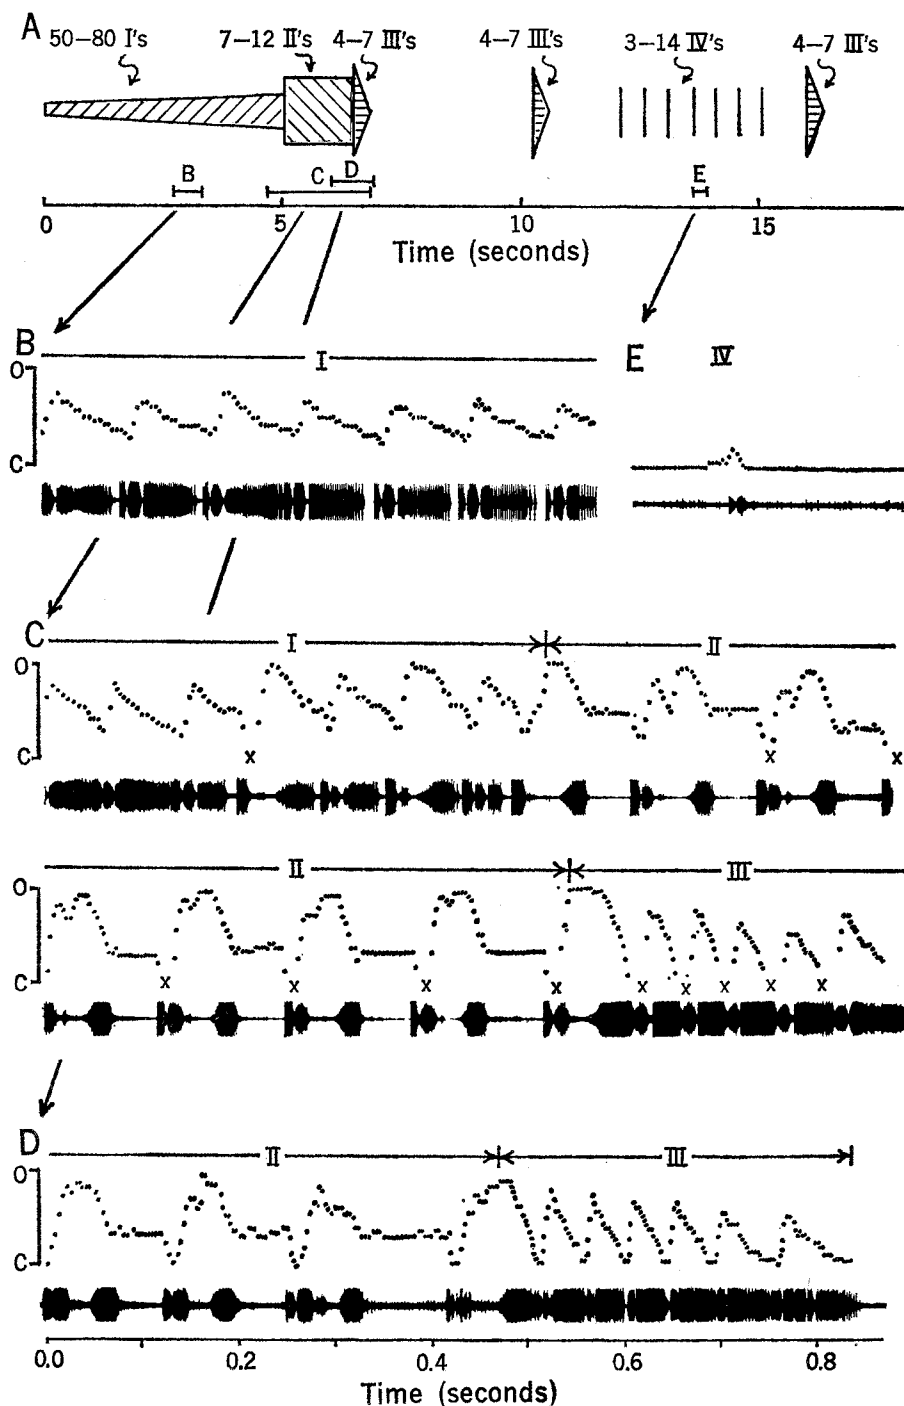 A
50–80 I's 7–12 II's 4–7 III's 4–7 III's 3–14 IV's 4–7 III's
B C D E
0 5 10 15
Time (seconds)
B I E IV
O
C
C I II
O
C x x x
II III
O
C x x x x x x x x x
D II III
O
C
0.0 0.2 0.4 0.6 0.8
Time (seconds)